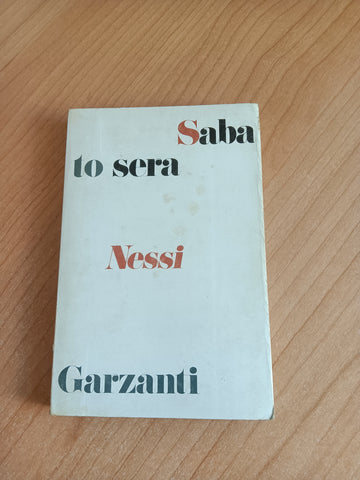 Saba
to sera
Nessi
Garzanti